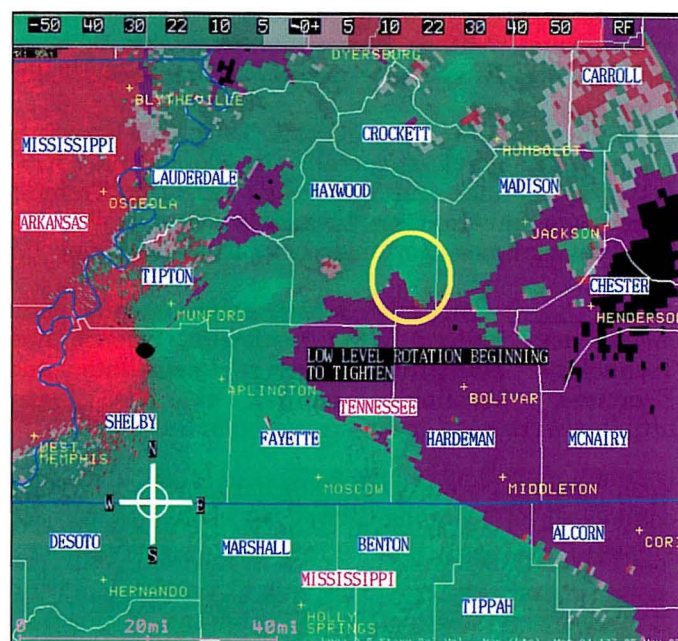 -50 30 22 10 5 -0+ 5 10 22 40 50 RF
DYERSBURG
CARROLL
BLYTHEVILLE
CROCKETT
HUMBOLDT
MISSISSIPPI
LAUDERDALE
HAYWOOD
MADISON
OSCEOLA
ARKANSAS
JACKSON
TIPTON
CHESTER
MUNFORD
HENDERSON
LOW LEVEL ROTATION BEGINNING
TO TIGHTEN
ARLINGTON
BOLIVAR
TENNESSEE
SHELBY
FAYETTE
HARDEMAN
MCNAIRY
WEST
MEMPHIS
N
MOSCOW
MIDDLETON
W E
ALCORN
CORI
S
DESOTO
MARSHALL
BENTON
MISSISSIPPI
HERNANDO
TIPPAH
HOLLY
SPRINGS
0 20mi 40mi